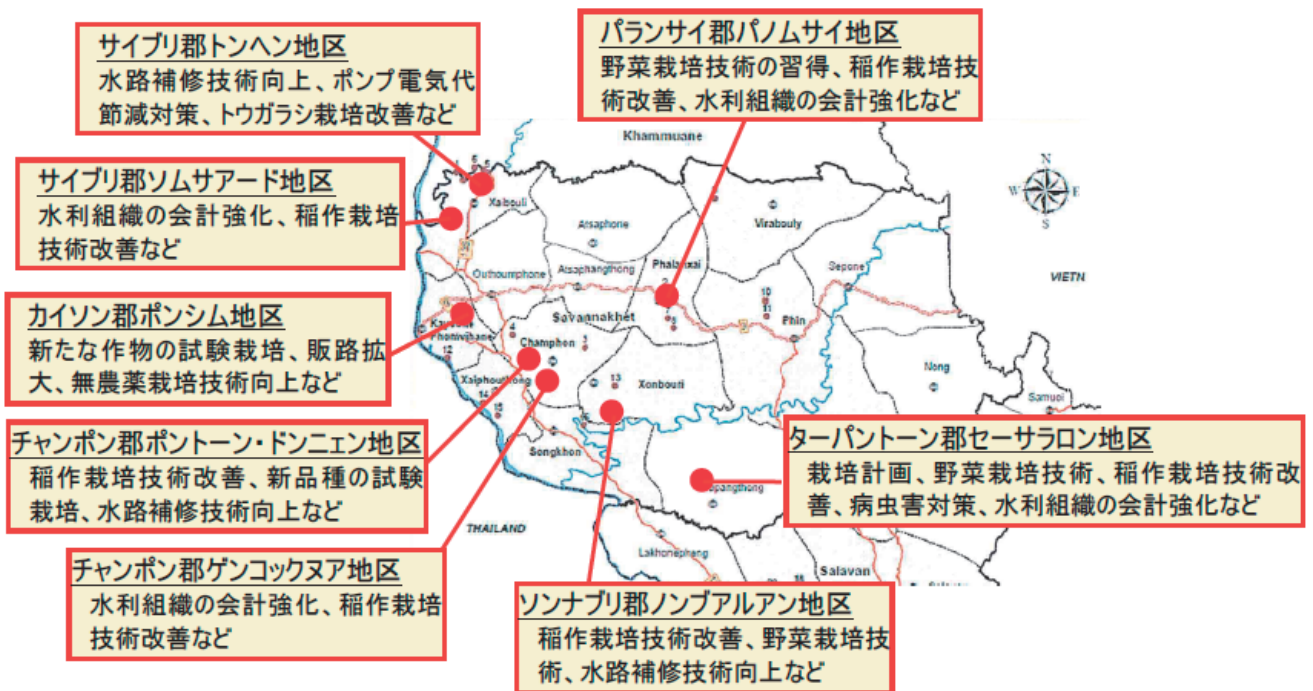 サイブリ郡トンヘン地区
水路補修技術向上、ポンプ電気代
節減対策、トウガラシ栽培改善など
パランサイ郡パノムサイ地区
野菜栽培技術の習得、稲作栽培技
術改善、水利組織の会計強化など
サイブリ郡ソムサアード地区
水利組織の会計強化、稲作栽培
技術改善など
カイソン郡ポンシム地区
新たな作物の試験栽培、販路拡
大、無農薬栽培技術向上など
チャンポン郡ポントーン・ドンニェン地区
稲作栽培技術改善、新品種の試験
栽培、水路補修技術向上など
チャンポン郡ゲンコックヌア地区
水利組織の会計強化、稲作栽培
技術改善など
ソンナブリ郡ノンブアルアン地区
稲作栽培技術改善、野菜栽培技
術、水路補修技術向上など
ターパントーン郡セーサラロン地区
栽培計画、野菜栽培技術、稲作栽培技術改
善、病虫害対策、水利組織の会計強化など
Khammuane
N
W
E
S
Xaibouli
Atsaphone
Virabouly
VIETN
Outhoumphone
Atsaphangthong
Phalanxai
Sepone
10
11
Phin
Savannakhet
4
Champhon
3
12
Phomvihane
Nong
Xaiphouthong
13
Xonbouri
14
15
Samuoi
Songkhon
THAILAND
Lakhonepheng
Salavan